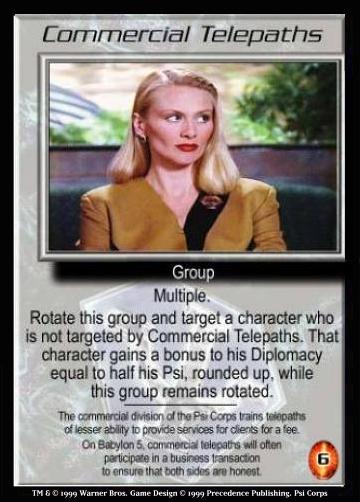 Commercial Telepaths
Group
Multiple.
Rotate this group and target a character who
is not targeted by Commercial Telepaths. That
character gains a bonus to his Diplomacy
equal to half his Psi, rounded up, while
this group remains rotated.
The commercial division of the Psi Corps trains telepaths
of lesser ability to provide services for clients for a fee.
On Babylon 5, commercial telepaths will often
participate in a business transaction
to ensure that both sides are honest.
6
TM & © 1999 Warner Bros. Game Design © 1999 Precedence Publishing. Psi Corps